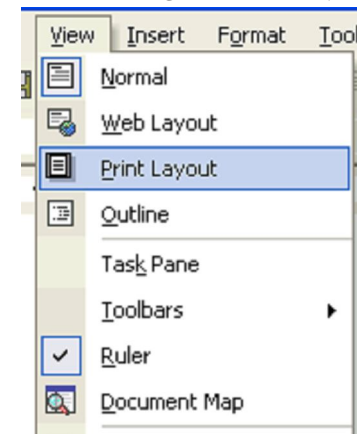 View Insert Format Tool
Normal
Web Layout
Print Layout
Outline
Task Pane
Toolbars
Ruler
Document Map